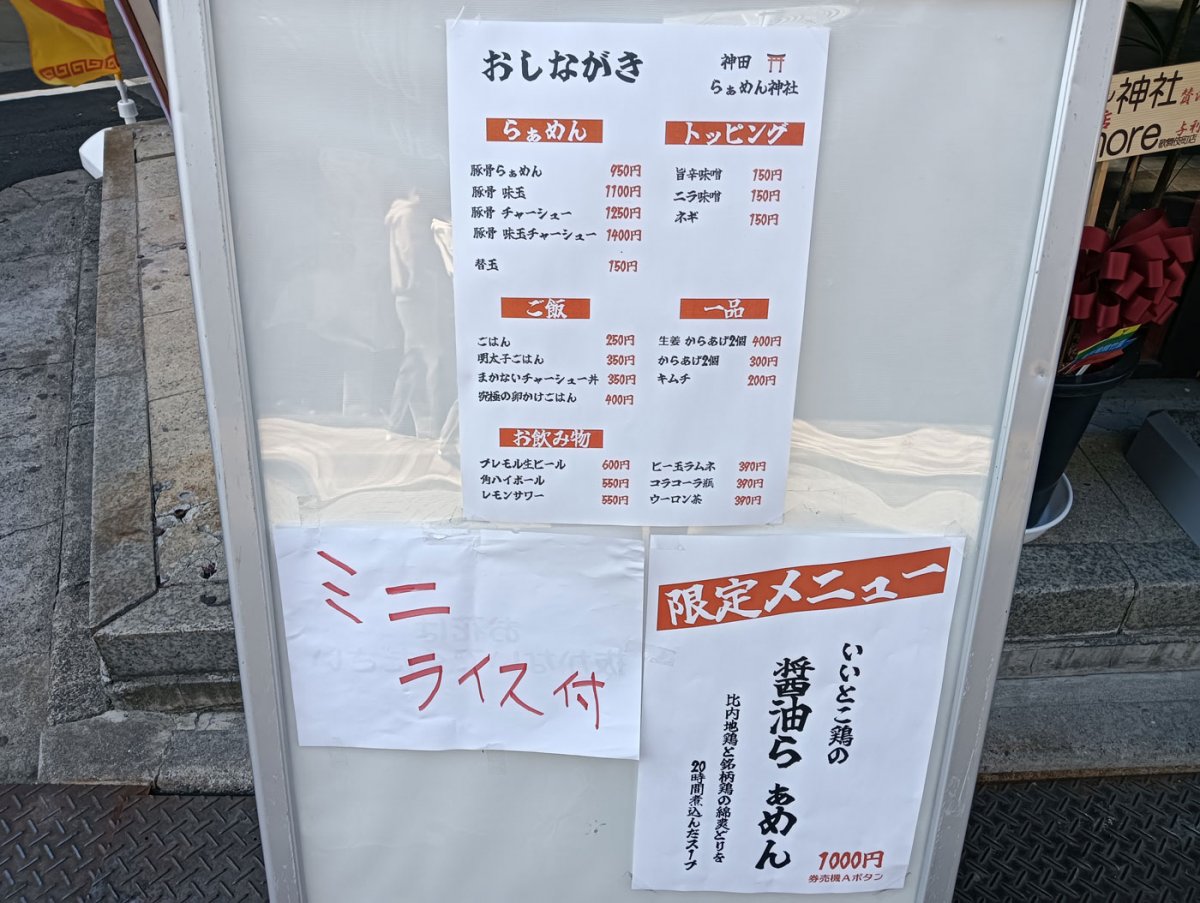 おしながき
神田
らぁめん神社
らぁめん
豚骨らぁめん 950円
豚骨 味玉 1100円
豚骨 チャーシュー 1250円
豚骨 味玉チャーシュー 1400円
替玉 150円
トッピング
旨辛味噌 150円
ニラ味噌 150円
ネギ 150円
ご飯
ごはん 250円
明太子ごはん 350円
まかないチャーシュー丼 350円
究極の卵かけごはん 400円
一品
生姜 からあげ2個 400円
からあげ2個 300円
キムチ 200円
お飲み物
プレモル生ビール 600円
角ハイボール 550円
レモンサワー 550円
ビー玉ラムネ 390円
コラコーラ瓶 390円
ウーロン茶 390円
ミニ
ライス付
限定メニュー
いいとこ鶏の
醤油らぁめん
比内地鶏と銘柄鶏の錦爽どりを
20時間煮込んだスープ
1000円
券売機Aボタン
神社
more
歌舞伎町店